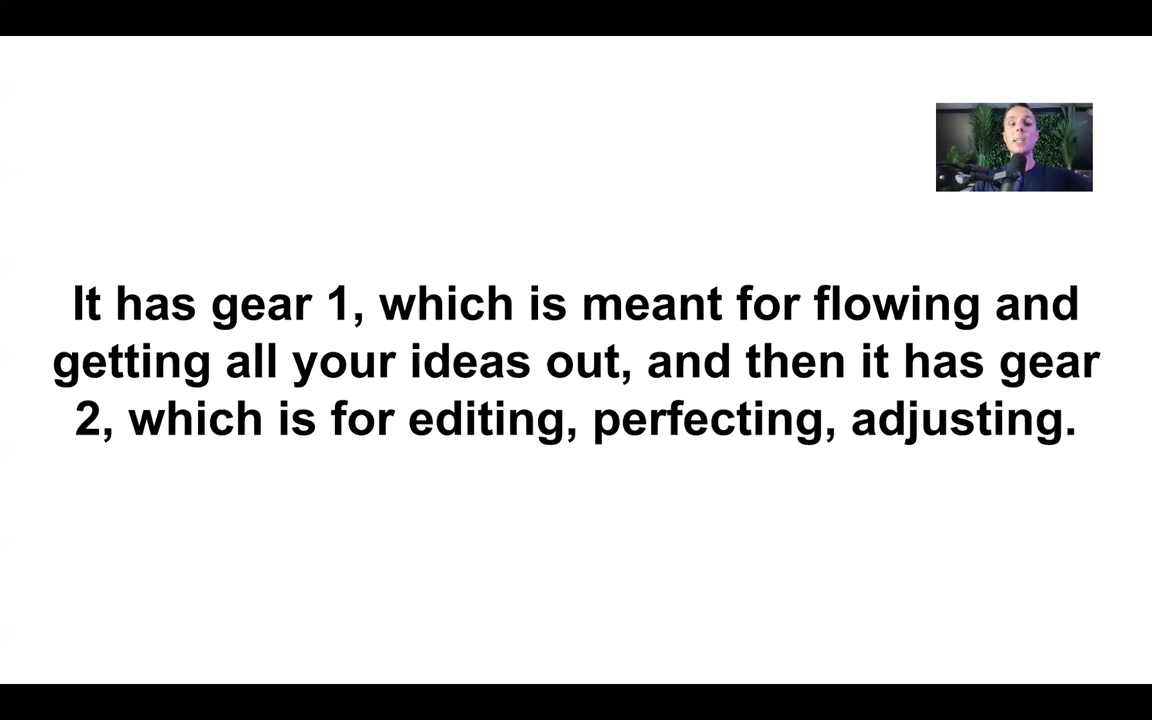 It has gear 1, which is meant for flowing and
getting all your ideas out, and then it has gear
2, which is for editing, perfecting, adjusting.